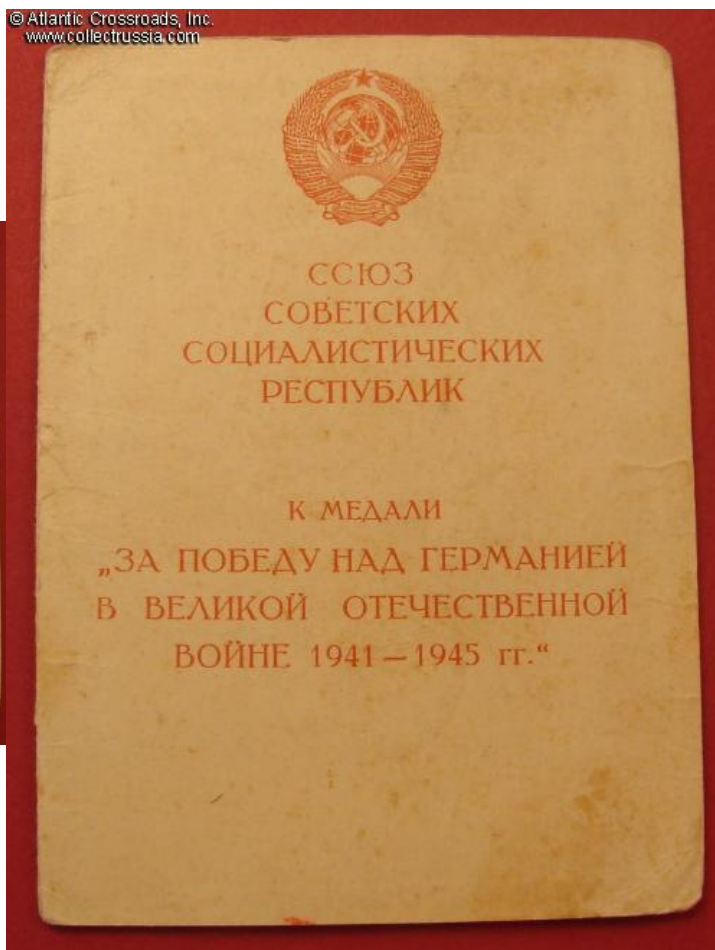 © Atlantic Crossroads, Inc.
www.collectrussia.com
ССЮЗ
СОВЕТСКИХ
СОЦИАЛИСТИЧЕСКИХ
РЕСПУБЛИК
К МЕДАЛИ
„ЗА ПОБЕДУ НАД ГЕРМАНИЕЙ
В ВЕЛИКОЙ ОТЕЧЕСТВЕННОЙ
ВОЙНЕ 1941 — 1945 гг.“